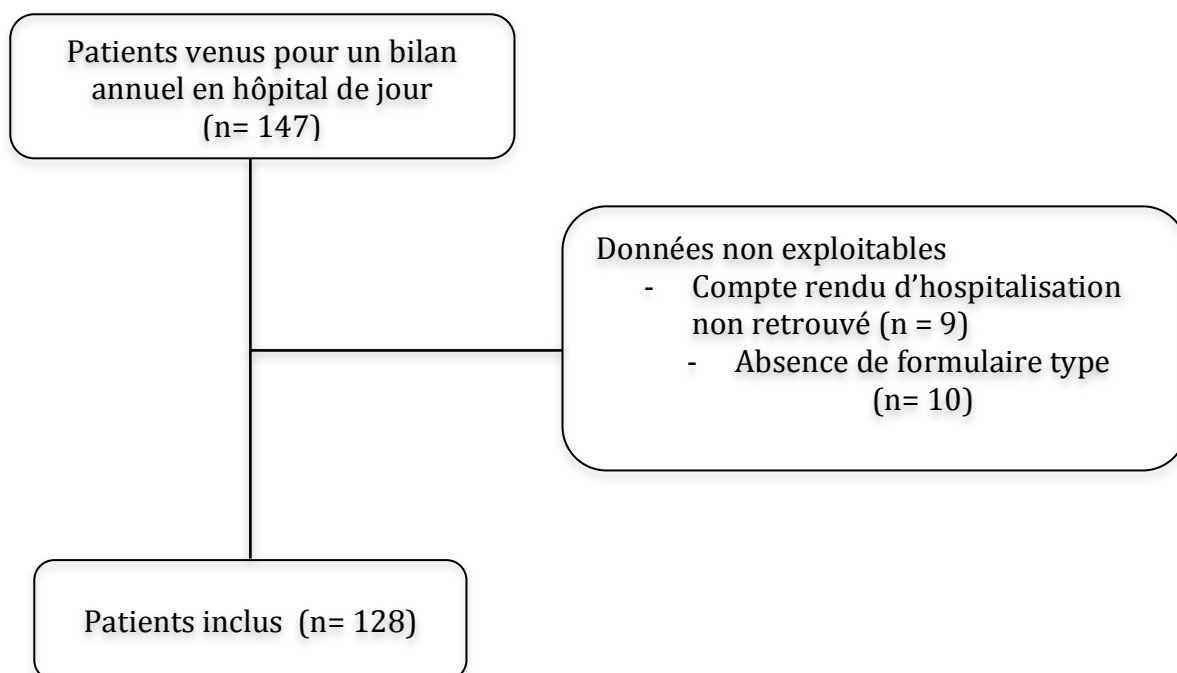 Patients venus pour un bilan
annuel en hôpital de jour
(n= 147)
Données non exploitables
- Compte rendu d’hospitalisation
non retrouvé (n = 9)
- Absence de formulaire type
(n= 10)
Patients inclus (n= 128)